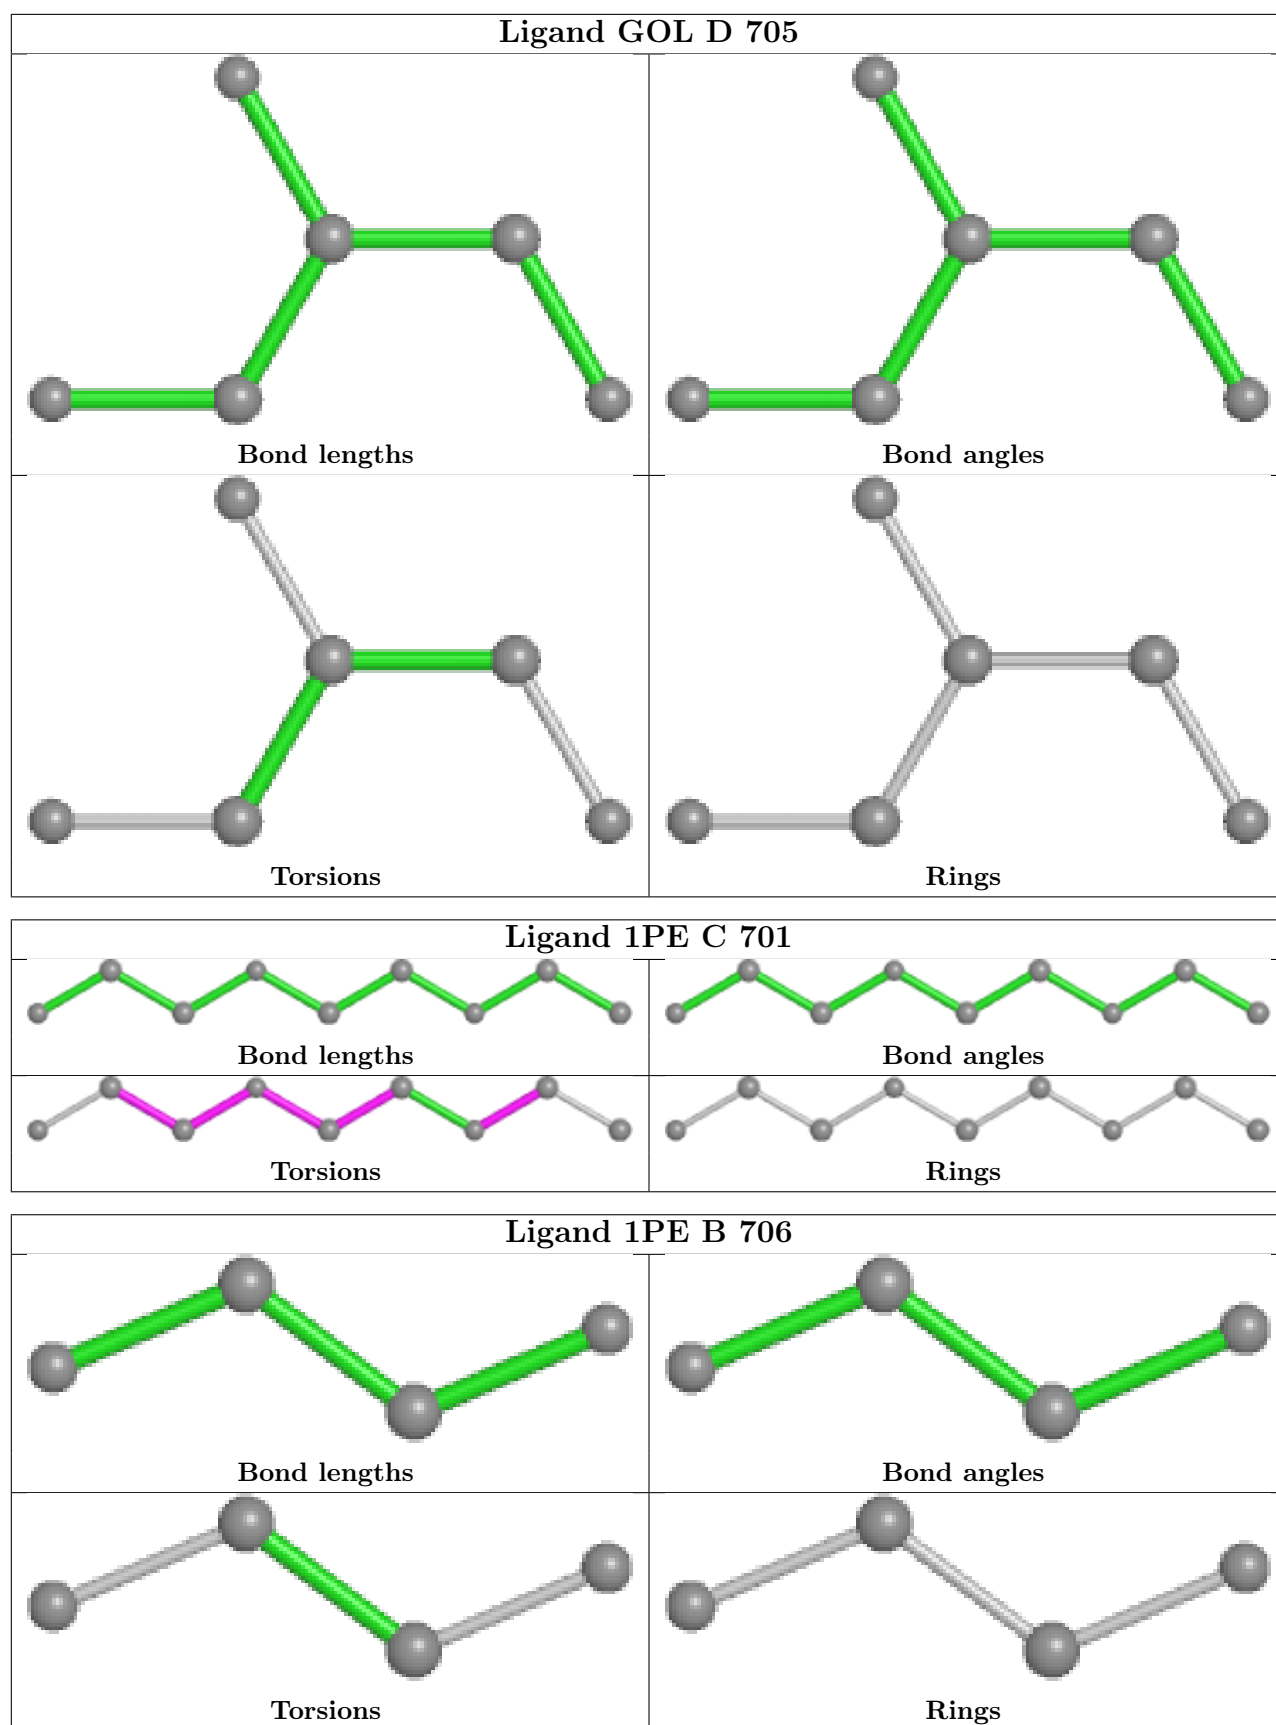 Ligand GOL D 705
Bond lengths
Bond angles
Torsions
Rings
Ligand 1PE C 701
Bond lengths
Bond angles
Torsions
Rings
Ligand 1PE B 706
Bond lengths
Bond angles
Torsions
Rings